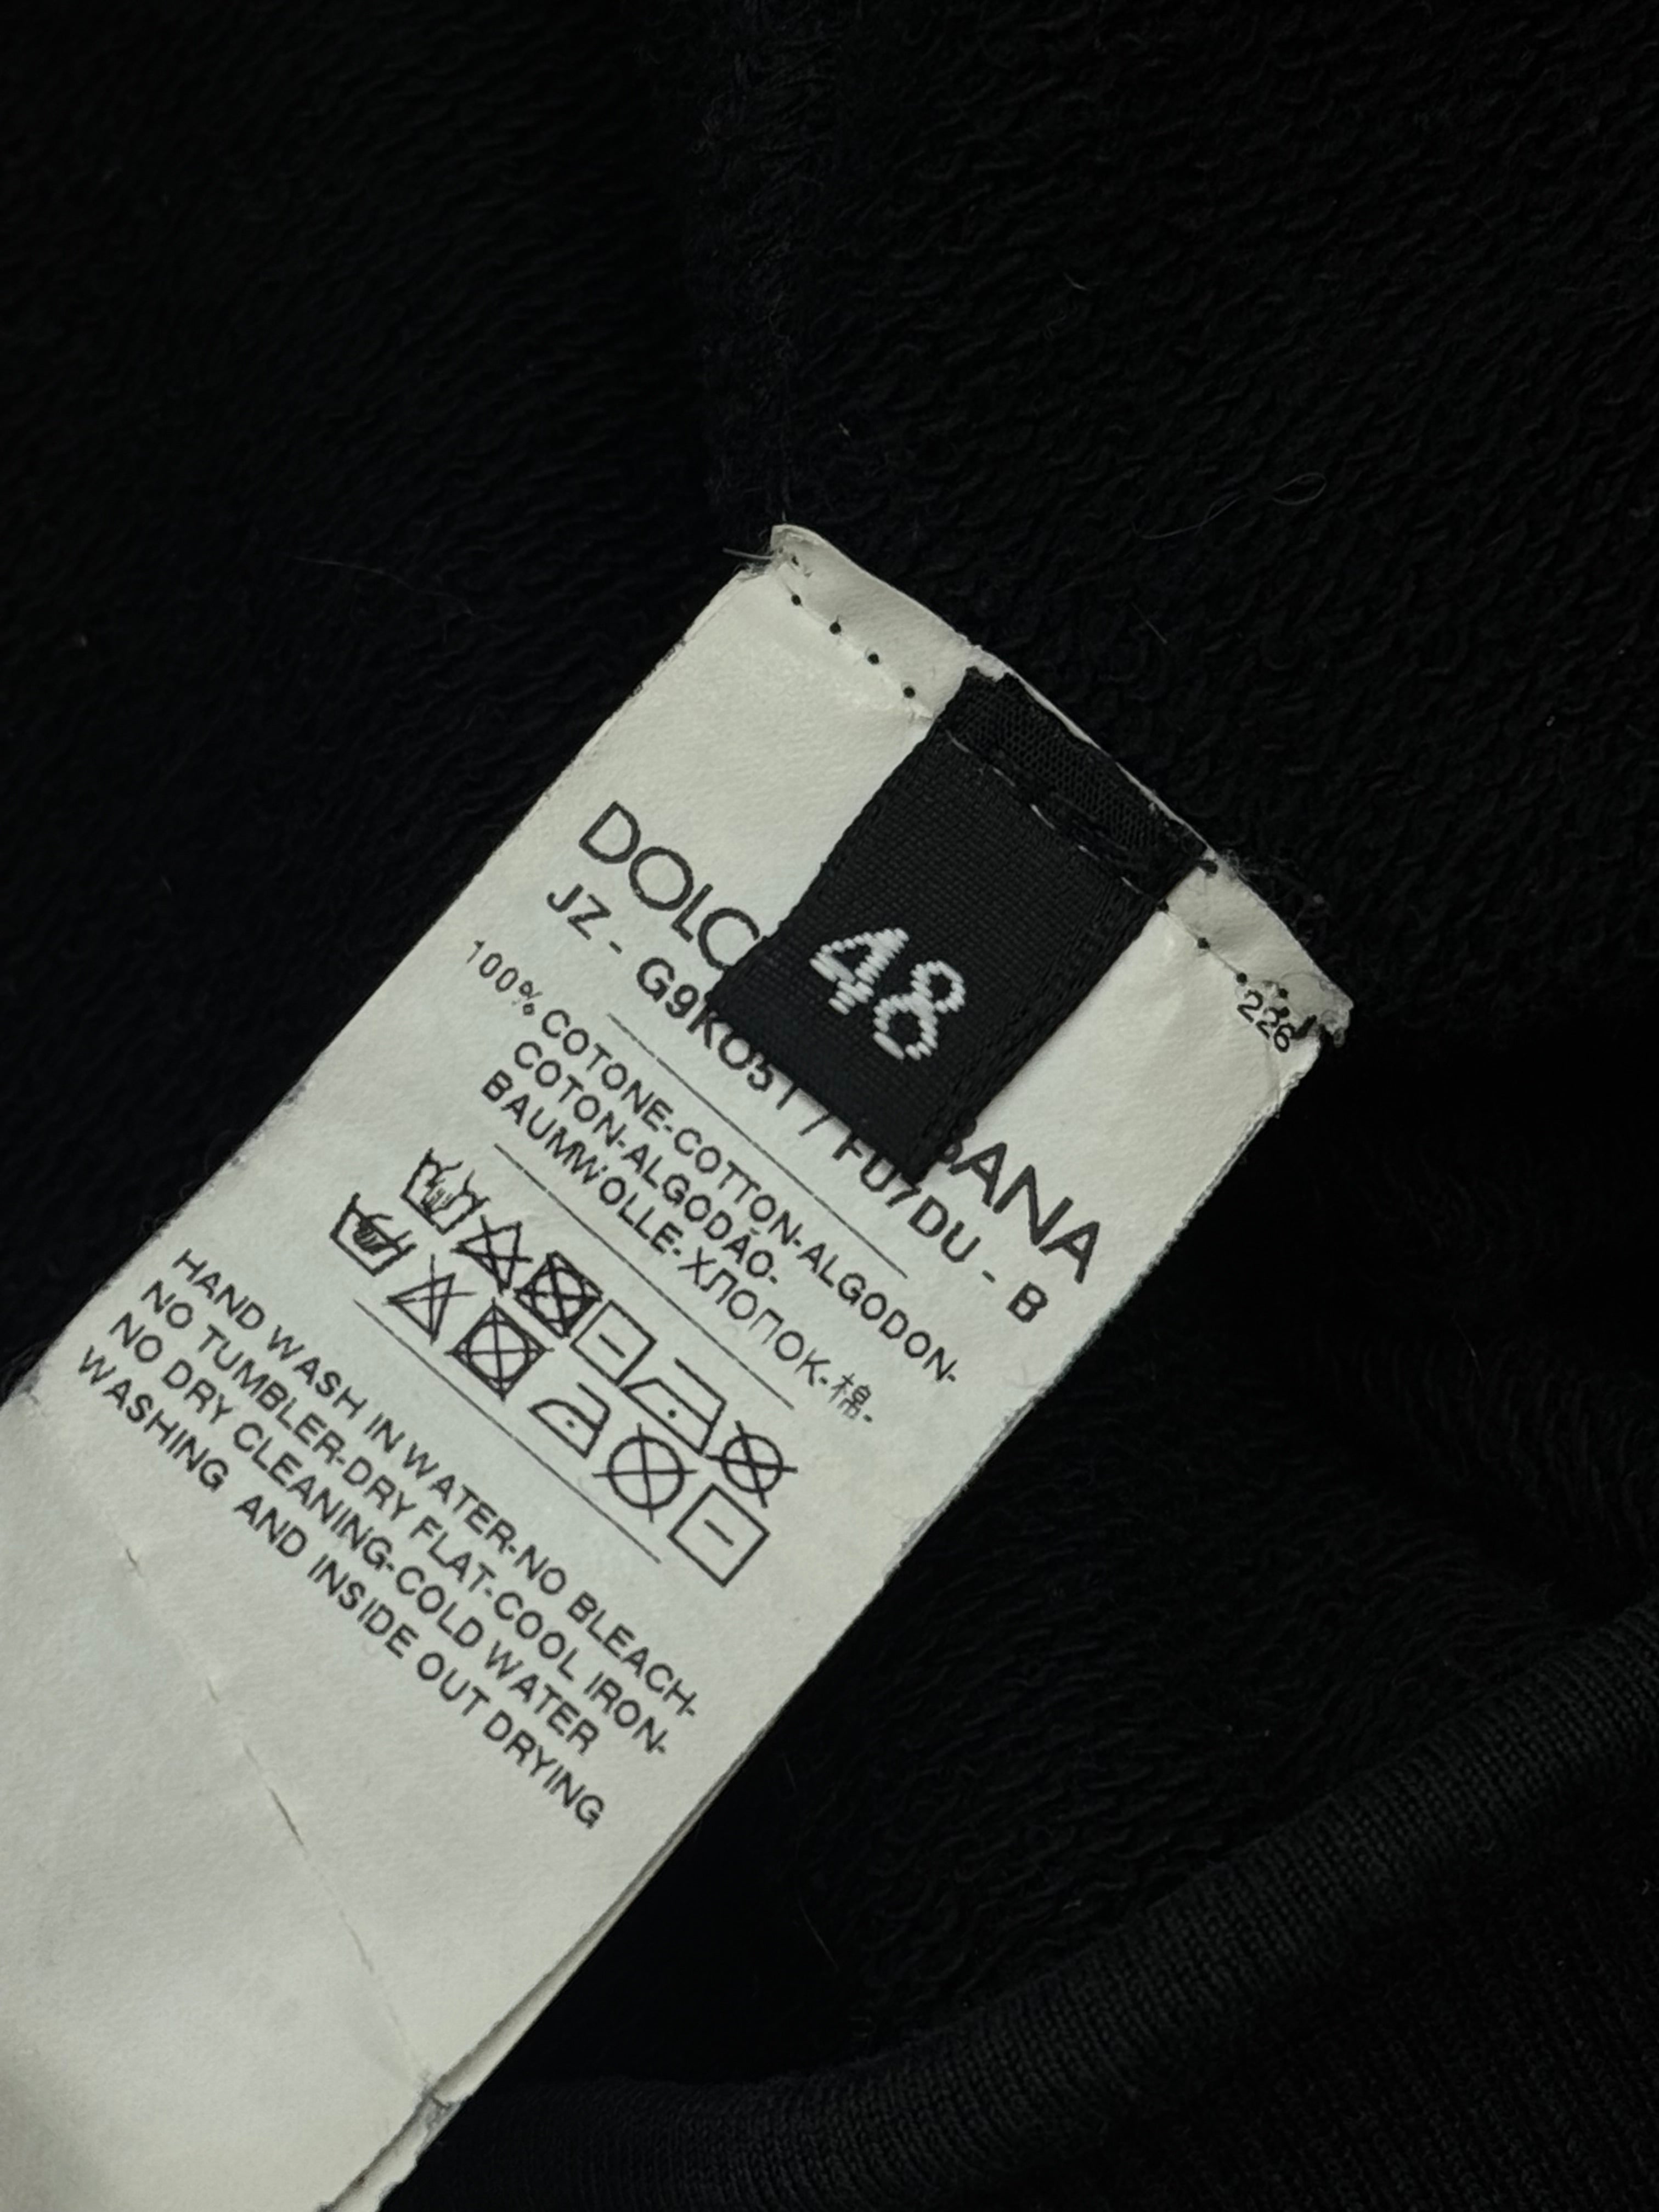 48
226
DOLC BANA
JZ - G9KO5T / FU7DU - B
100% COTONE-COTTON-ALGODON-
COTON-ALGODÃO-
BAUMWOLLE-ХЛОПОК-棉-
HAND WASH IN WATER-NO BLEACH-
NO TUMBLER-DRY FLAT-COOL IRON-
NO DRY CLEANING-COLD WATER
WASHING AND INSIDE OUT DRYING